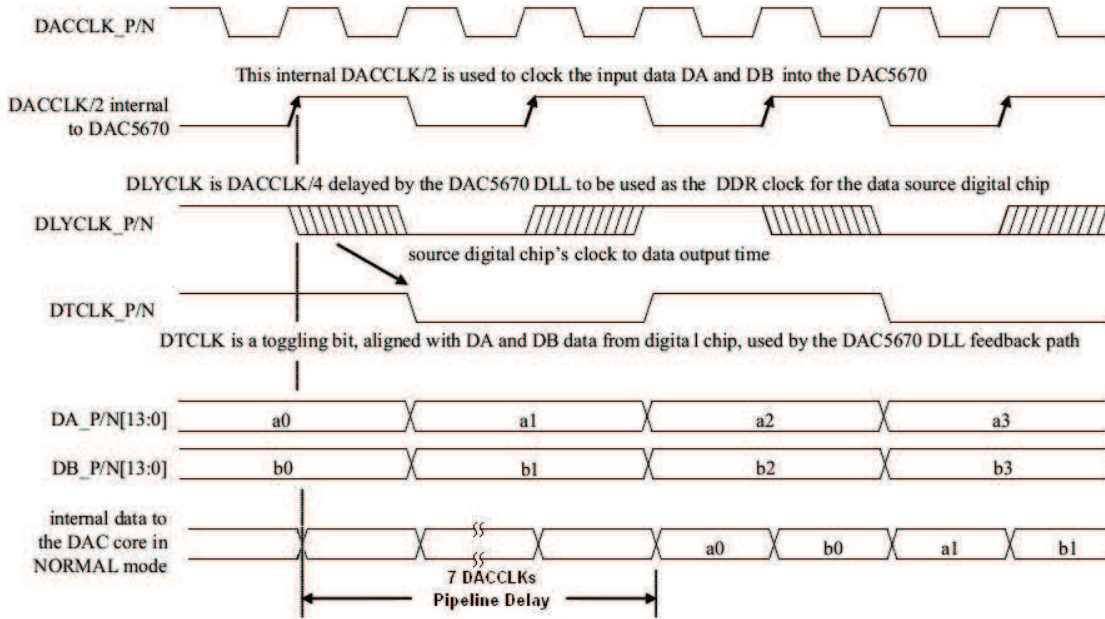 DACCLK_P/N
This internal DACCLK/2 is used to clock the input data DA and DB into the DAC5670
DACCLK/2 internal
to DAC5670
DLYCLK is DACCLK/4 delayed by the DAC5670 DLL to be used as the DDR clock for the data source digital chip
DLYCLK_P/N
source digital chip's clock to data output time
DTCLK_P/N
DTCLK is a toggling bit, aligned with DA and DB data from digital chip, used by the DAC5670 DLL feedback path
DA_P/N[13:0] a0 a1 a2 a3
DB_P/N[13:0] b0 b1 b2 b3
internal data to
the DAC core in
NORMAL mode
a0 b0 a1 b1
7 DACCLKs
Pipeline Delay